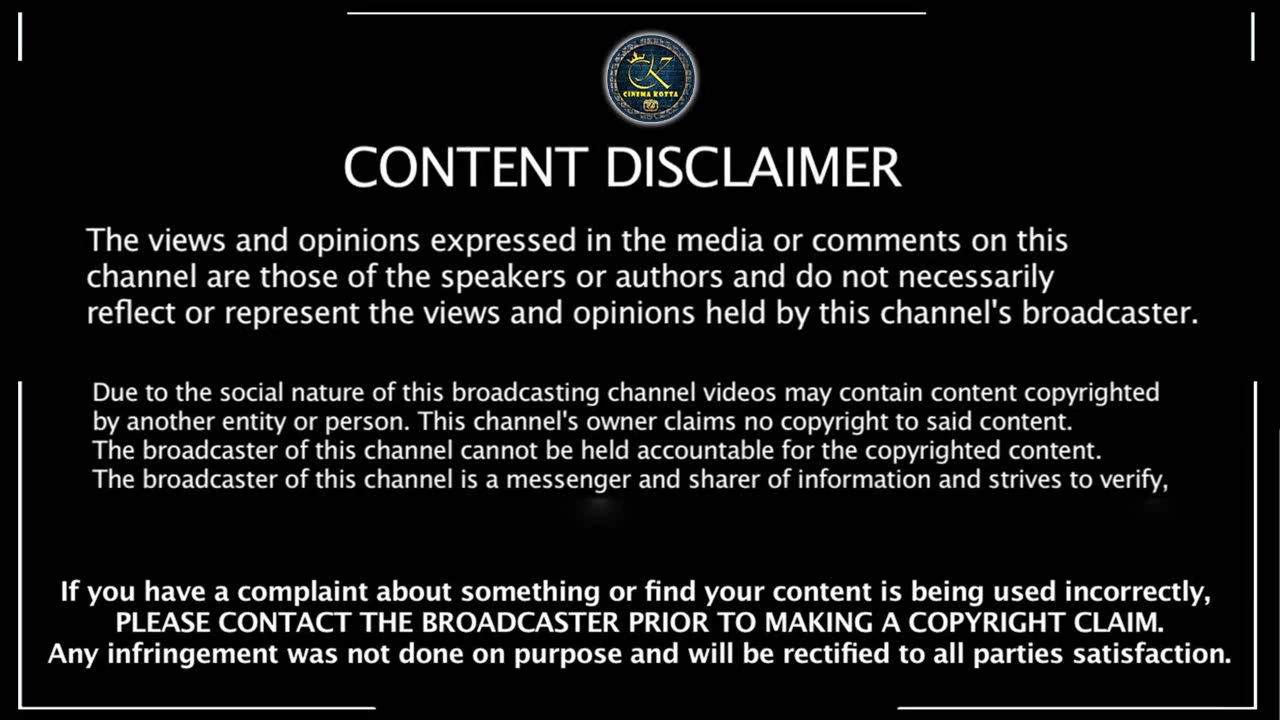 CK
CINEMA KOTTA
CONTENT DISCLAIMER
The views and opinions expressed in the media or comments on this
channel are those of the speakers or authors and do not necessarily
reflect or represent the views and opinions held by this channel's broadcaster.
Due to the social nature of this broadcasting channel videos may contain content copyrighted
by another entity or person. This channel's owner claims no copyright to said content.
The broadcaster of this channel cannot be held accountable for the copyrighted content.
The broadcaster of this channel is a messenger and sharer of information and strives to verify,
If you have a complaint about something or find your content is being used incorrectly,
PLEASE CONTACT THE BROADCASTER PRIOR TO MAKING A COPYRIGHT CLAIM.
Any infringement was not done on purpose and will be rectified to all parties satisfaction.